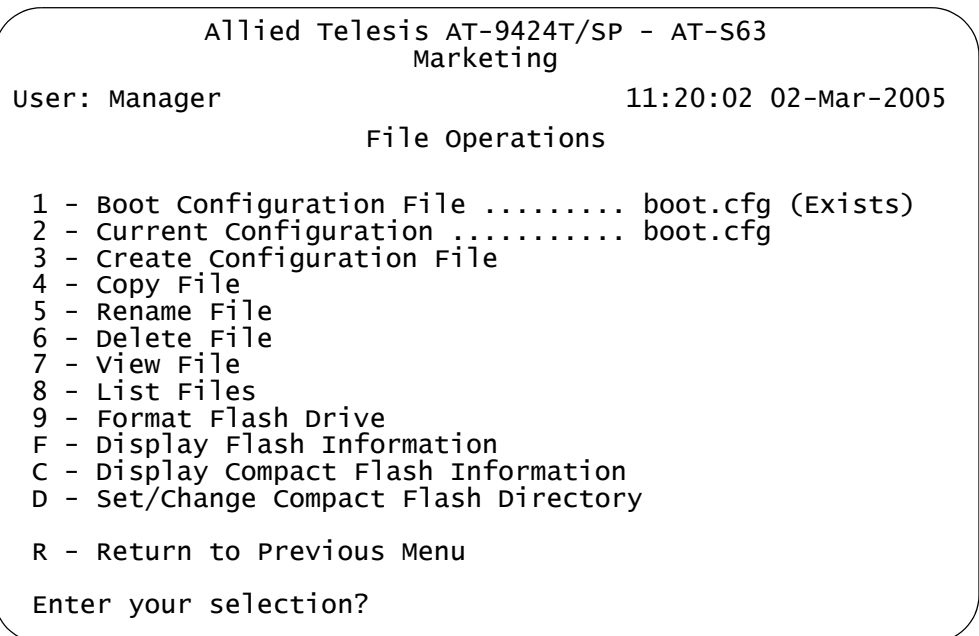 Allied Telesis AT-9424T/SP - AT-S63
Marketing
User: Manager 11:20:02 02-Mar-2005
File Operations
1 - Boot Configuration File ......... boot.cfg (Exists)
2 - Current Configuration ........... boot.cfg
3 - Create Configuration File
4 - Copy File
5 - Rename File
6 - Delete File
7 - View File
8 - List Files
9 - Format Flash Drive
F - Display Flash Information
C - Display Compact Flash Information
D - Set/Change Compact Flash Directory
R - Return to Previous Menu
Enter your selection?